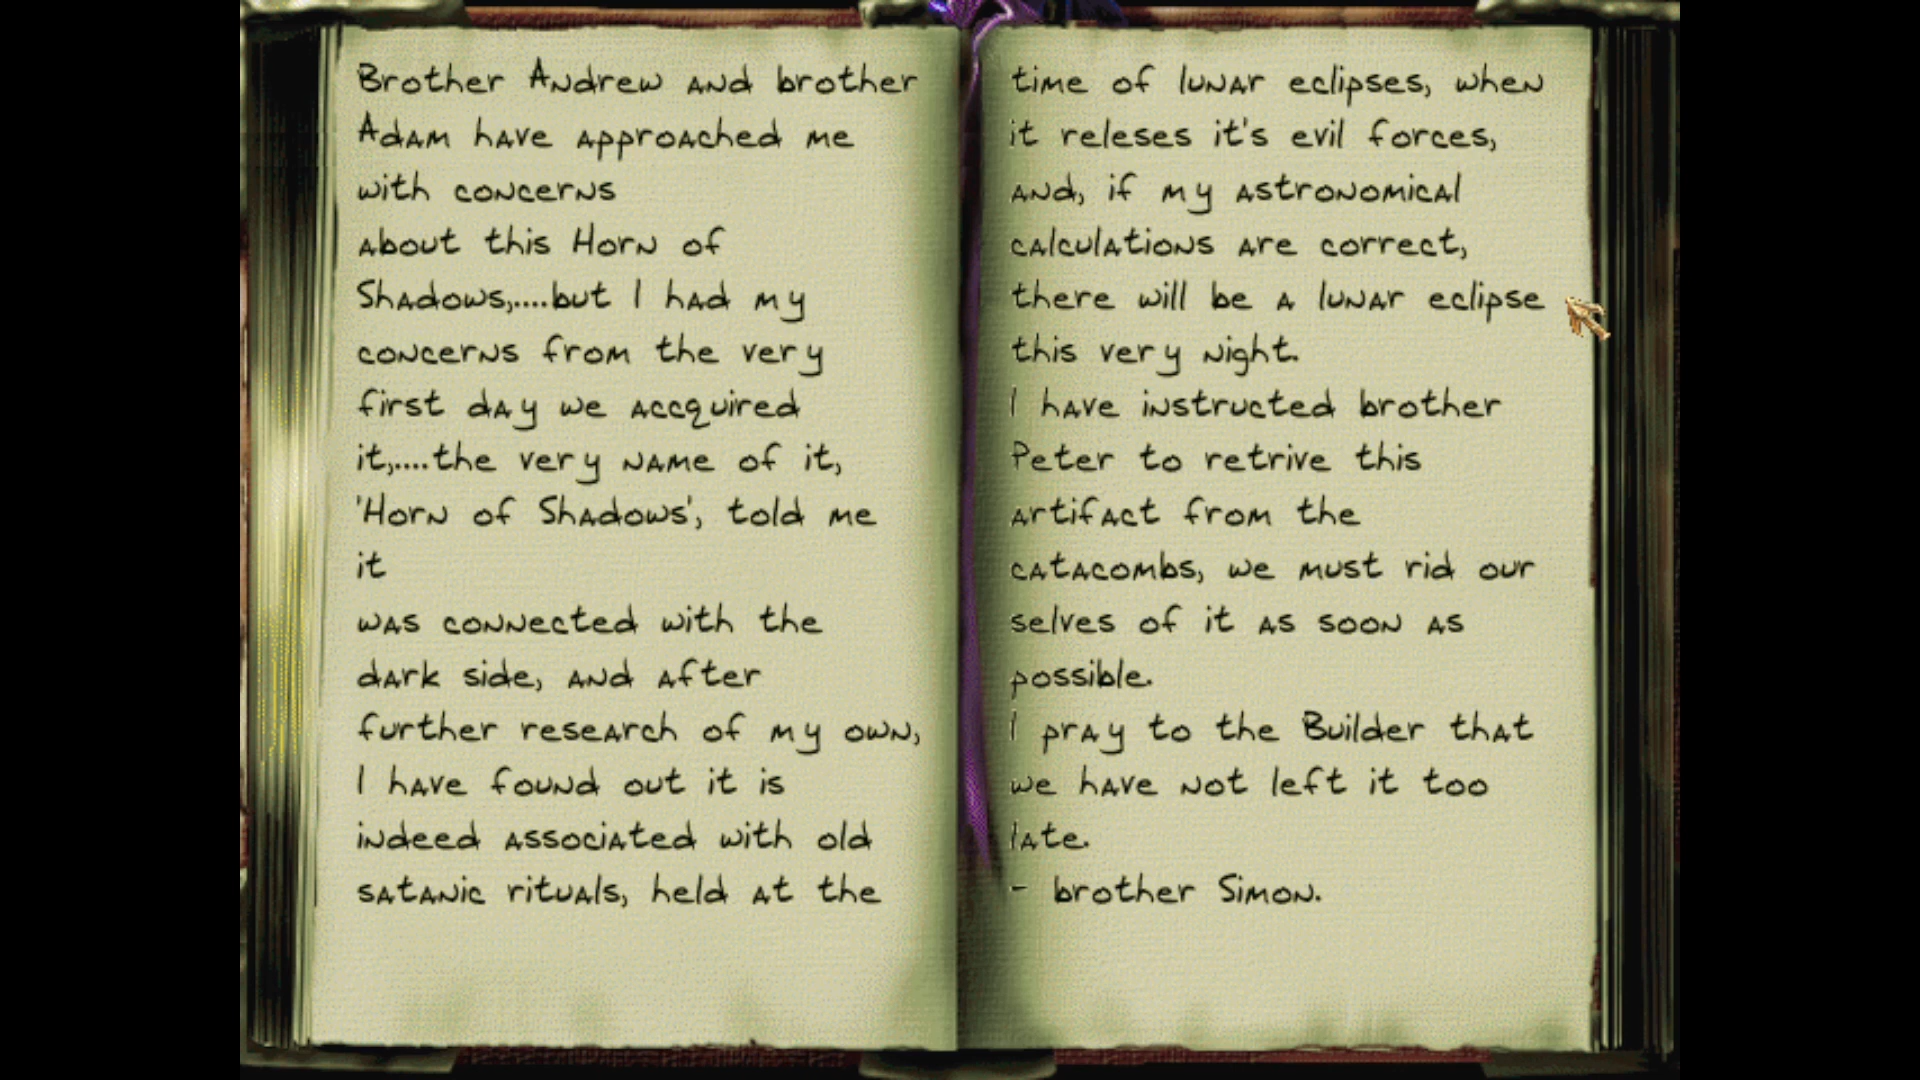 Brother Andrew and brother
Adam have approached me
with concerns
about this Horn of
Shadows,....but I had my
concerns from the very
first day we accquired
it,....the very name of it,
'Horn of Shadows', told me
it
was connected with the
dark side, and after
further research of my own,
I have found out it is
indeed associated with old
satanic rituals, held at the
time of lunar eclipses, when
it releses it's evil forces,
and, if my astronomical
calculations are correct,
there will be a lunar eclipse
this very night.
I have instructed brother
Peter to retrive this
artifact from the
catacombs, we must rid our
selves of it as soon as
possible.
I pray to the Builder that
we have not left it too
late.
- brother Simon.